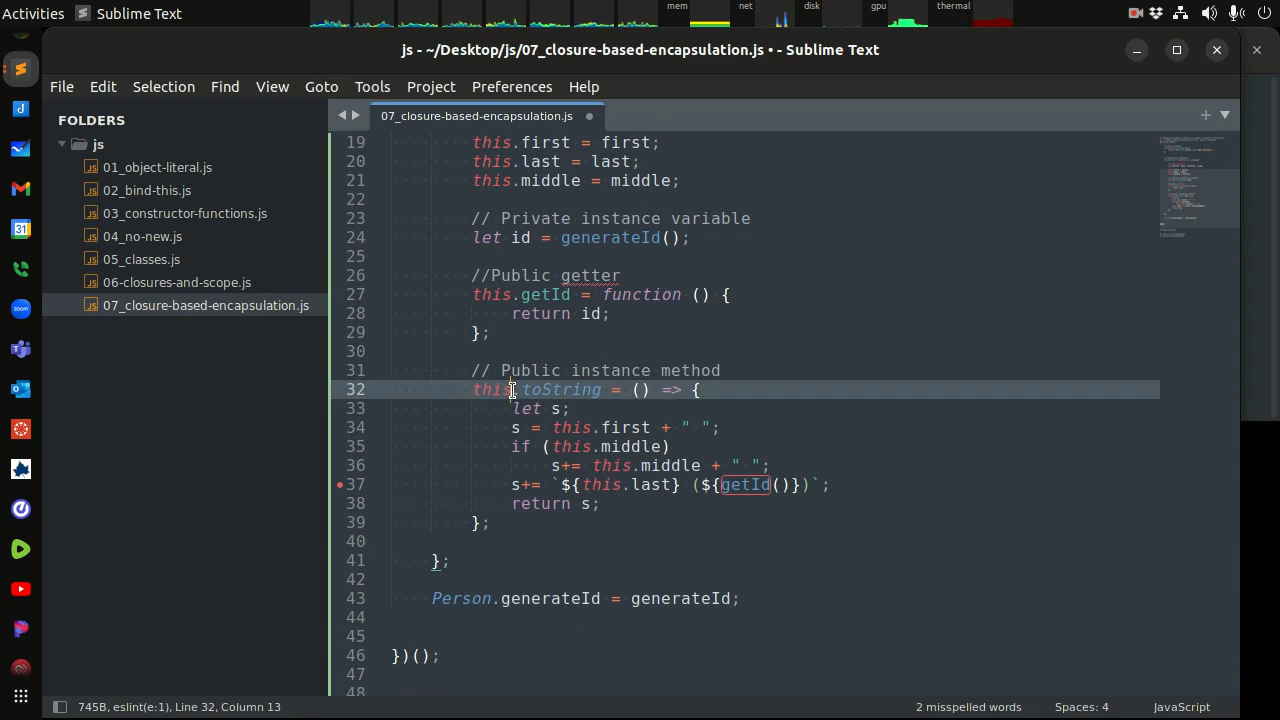 Activities
Sublime Text
mem
net
disk
gpu
thermal
js - ~/Desktop/js/07_closure-based-encapsulation.js • - Sublime Text
File Edit Selection Find View Goto Tools Project Preferences Help
FOLDERS
js
01_object-literal.js
02_bind-this.js
03_constructor-functions.js
04_no-new.js
05_classes.js
06-closures-and-scope.js
07_closure-based-encapsulation.js
07_closure-based-encapsulation.js
19 this.first = first;
20 this.last = last;
21 this.middle = middle;
22
23 // Private instance variable
24 let id = generateId();
25
26 //Public getter
27 this.getId = function () {
28 return id;
29 };
30
31 // Public instance method
32 this.toString = () => {
33 let s;
34 s = this.first + " ";
35 if (this.middle)
36 s+= this.middle + " ";
37 s+= `${this.last} (${getId()})`;
38 return s;
39 };
40
41 };
42
43 Person.generateId = generateId;
44
45
46 })();
47
48
745B, eslint(e:1), Line 32, Column 13
2 misspelled words
Spaces: 4
JavaScript